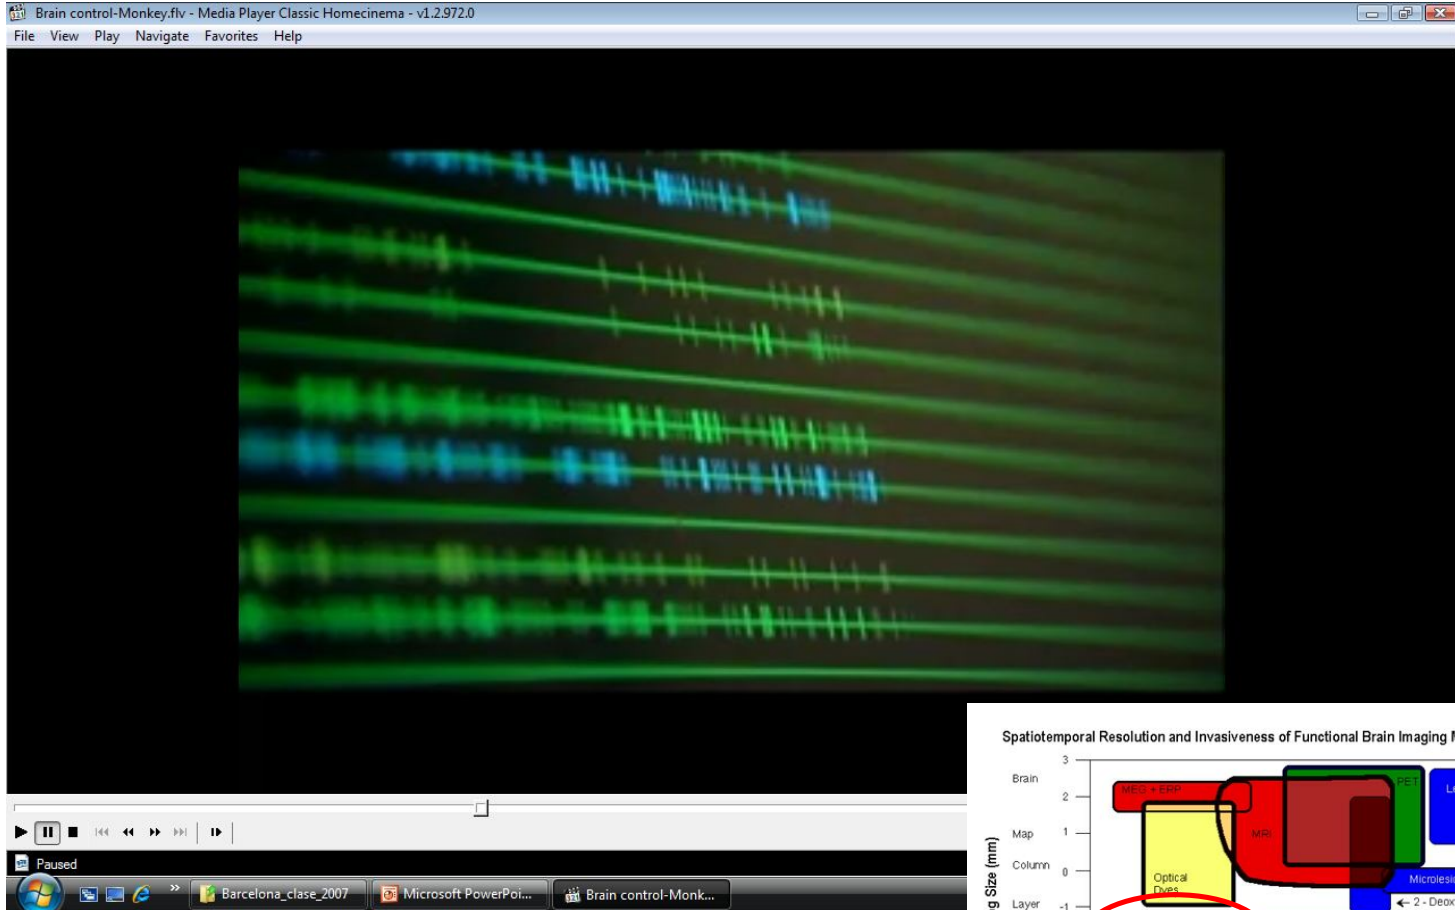 Brain control-Monkey.flv - Media Player Classic Homecinema - v1.2.972.0
File View Play Navigate Favorites Help
Spatiotemporal Resolution and Invasiveness of Functional Brain Imaging
3
Brain
2
MEG + ERP
PET
Map
1
MRI
Column
0
Optical
Dyes
Layer
-1
Size (mm)
← 2 -
Paused
Barcelona_clase_2007
Microsoft PowerPoi...
Brain control-Monk...